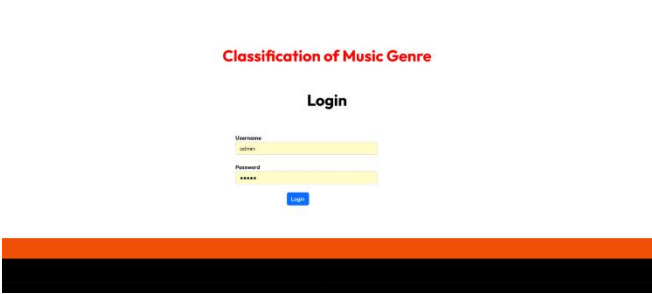 Classification of Music Genre
Login
Username
admin
Password
•••••
Login